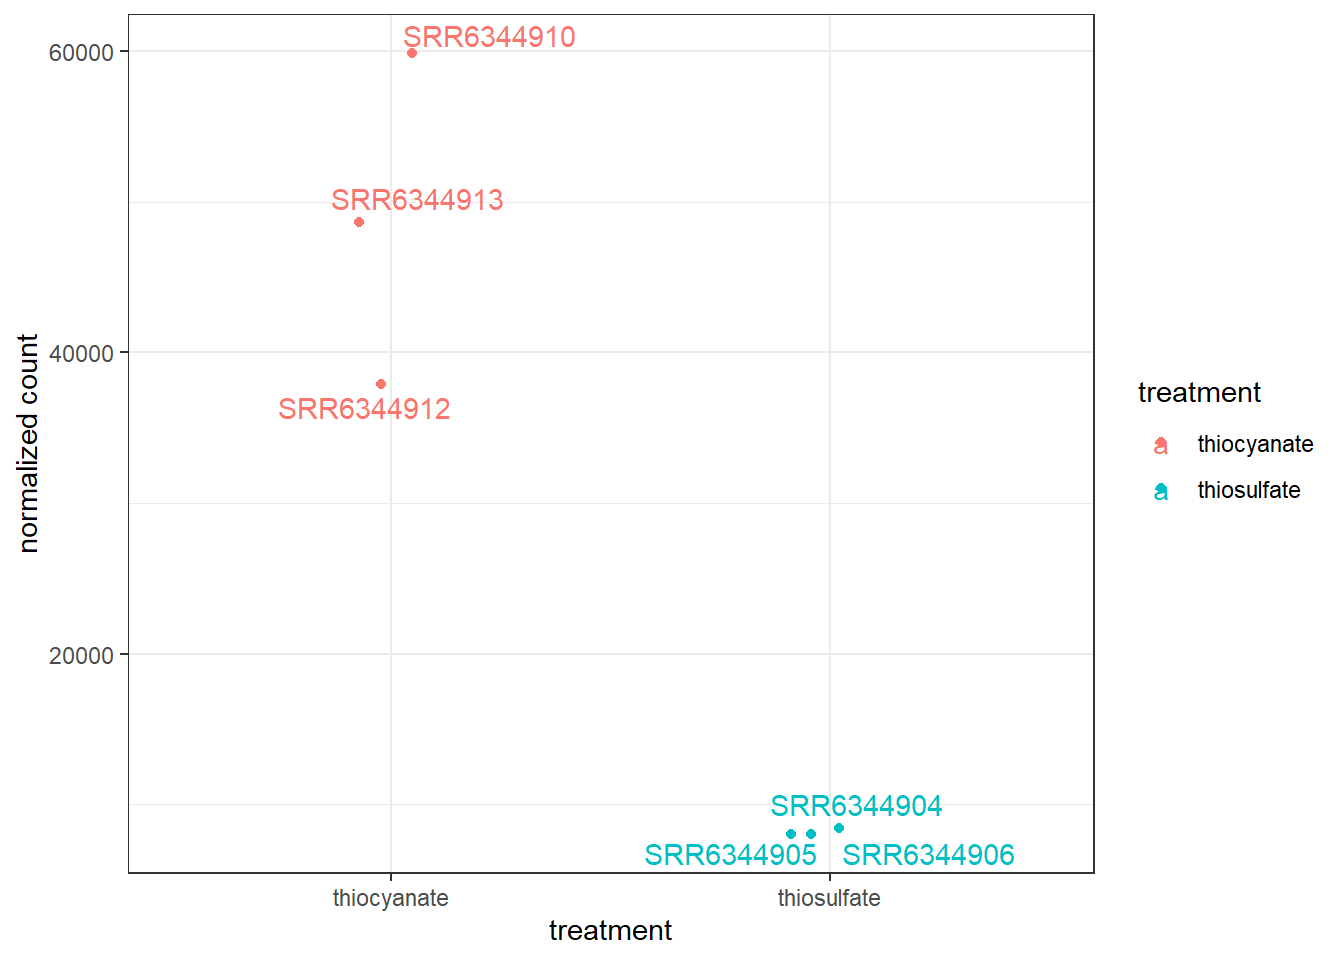 normalized count
60000
40000
20000
SRR6344910
SRR6344913
SRR6344912
SRR6344904
SRR6344905
SRR6344906
thiocyanate
thiosulfate
treatment
treatment
a thiocyanate
a thiosulfate